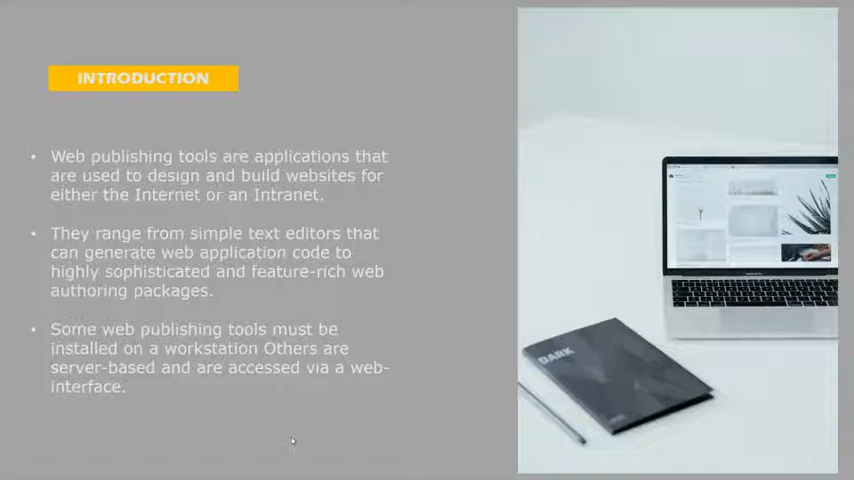 INTRODUCTION
• Web publishing tools are applications that
are used to design and build websites for
either the Internet or an Intranet.
• They range from simple text editors that
can generate web application code to
highly sophisticated and feature-rich web
authoring packages.
• Some web publishing tools must be
installed on a workstation Others are
server-based and are accessed via a web-
interface.
DARK